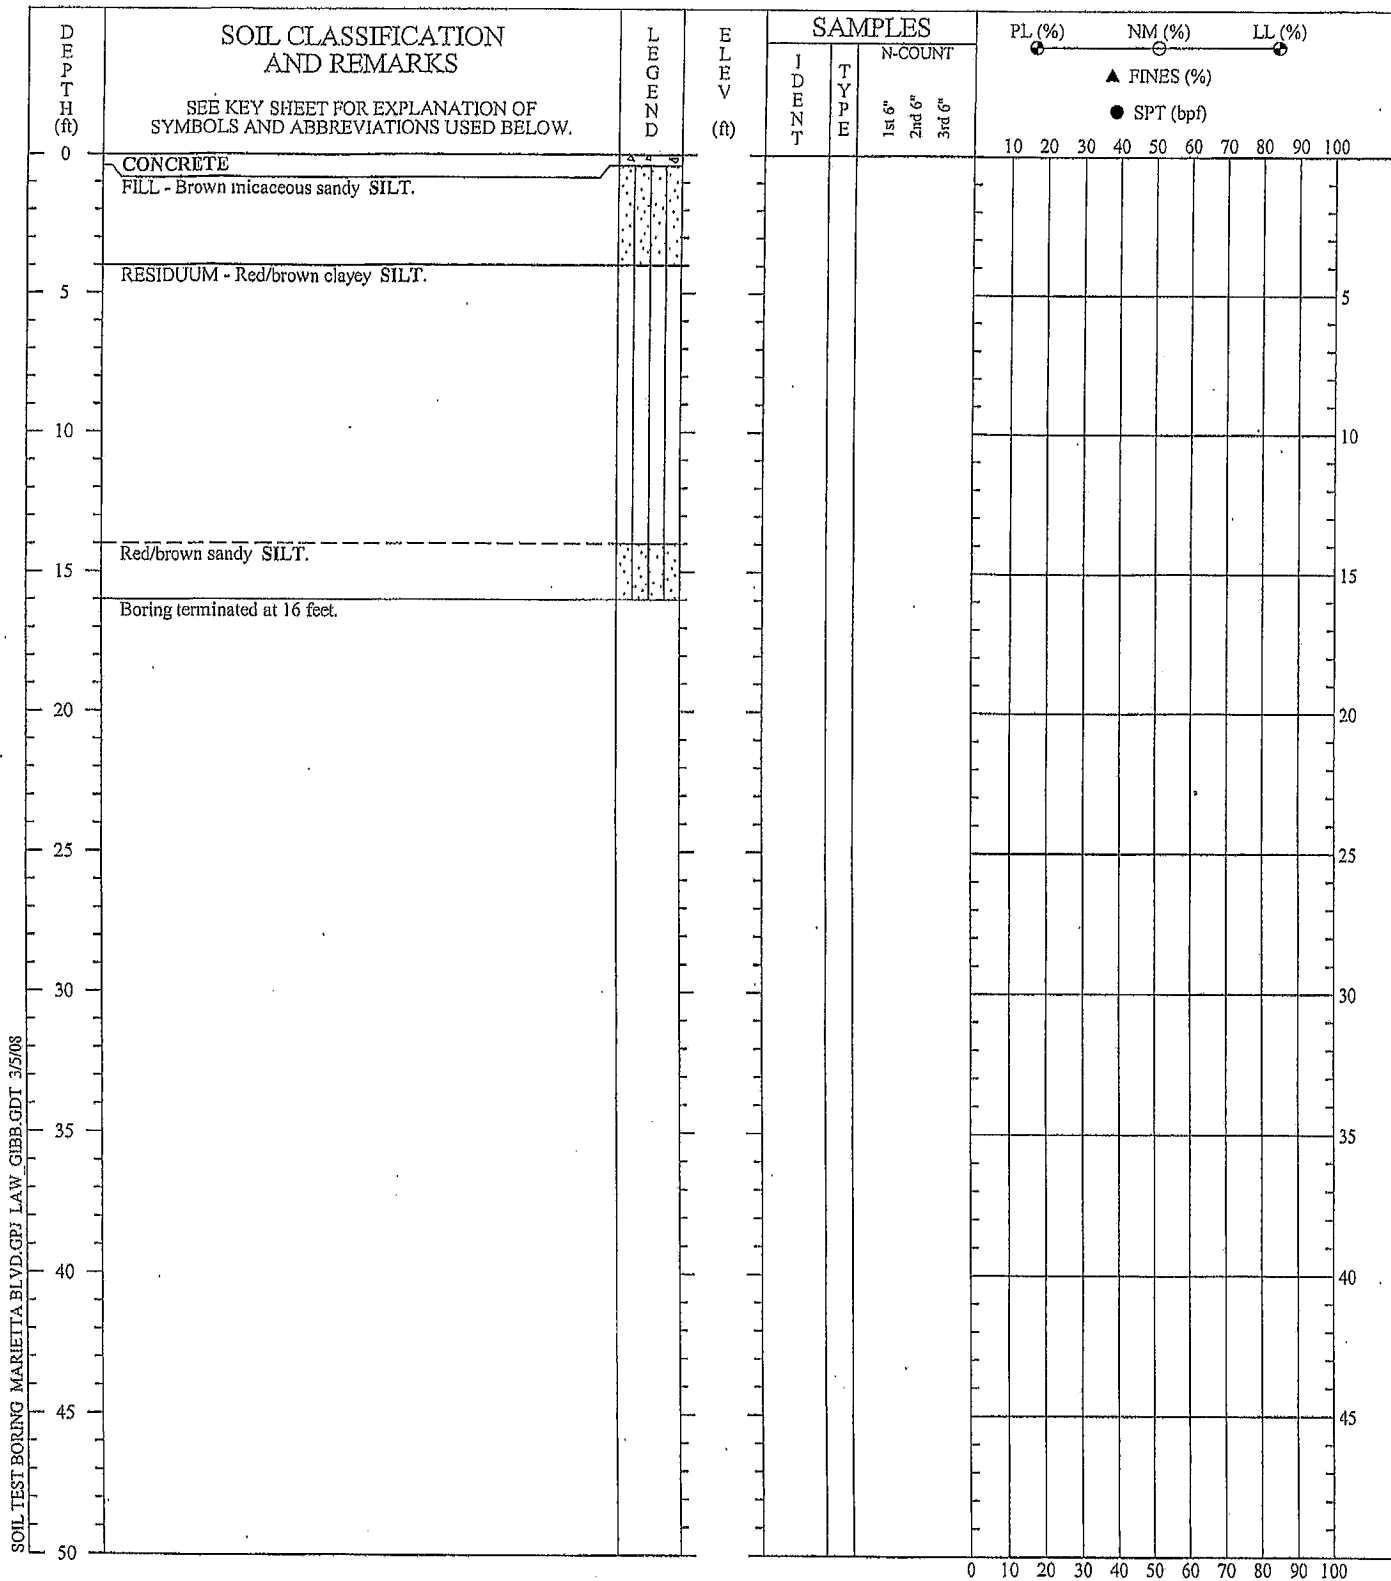 DEPTH (ft)
SOIL CLASSIFICATION
AND REMARKS
SEE KEY SHEET FOR EXPLANATION OF
SYMBOLS AND ABBREVIATIONS USED BELOW.
LEGEND
ELEV (ft)
SAMPLES
IDENT
TYPE
N-COUNT
1st 6"
2nd 6"
3rd 6"
PL (%) NM (%) LL (%)
▲ FINES (%)
● SPT (bpf)
10 20 30 40 50 60 70 80 90 100
0
CONCRETE
FILL - Brown micaceous sandy SILT.
RESIDUUM - Red/brown clayey SILT.
5 5
10 10
Red/brown sandy SILT.
15 15
Boring terminated at 16 feet.
20 20
25 25
30 30
35 35
40 40
45 45
50
0 10 20 30 40 50 60 70 80 90 100
SOIL TEST BORING MARIETTA BLVD.GPJ LAW_GIBB.GDT 3/5/08